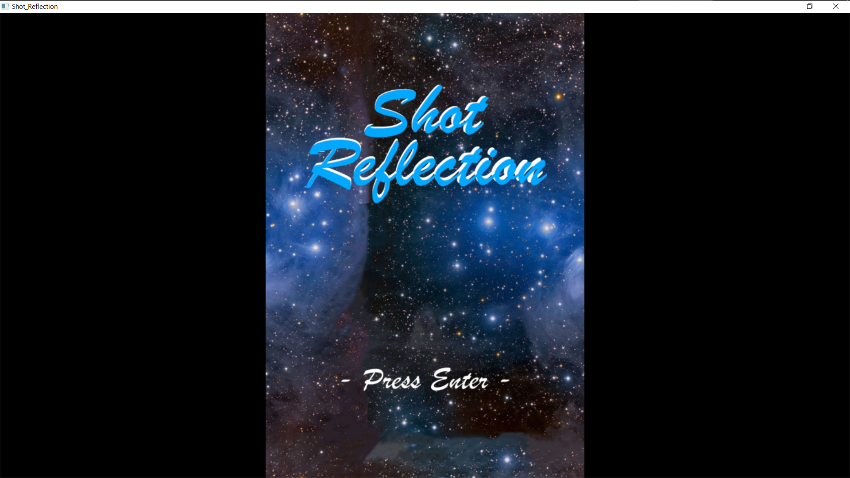 Shot_Reflection
Shot
Reflection
- Press Enter -